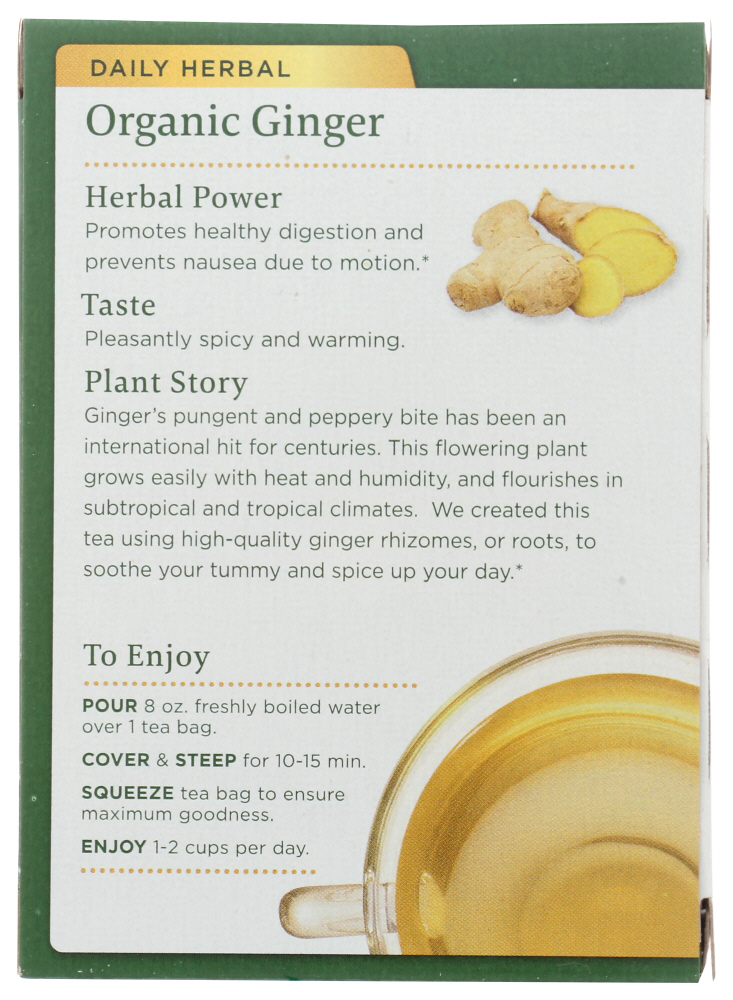 DAILY HERBAL
Organic Ginger
Herbal Power
Promotes healthy digestion and
prevents nausea due to motion.*
Taste
Pleasantly spicy and warming.
Plant Story
Ginger's pungent and peppery bite has been an
international hit for centuries. This flowering plant
grows easily with heat and humidity, and flourishes in
subtropical and tropical climates.  We created this
tea using high-quality ginger rhizomes, or roots, to
soothe your tummy and spice up your day.*
To Enjoy
POUR 8 oz. freshly boiled water
over 1 tea bag.
COVER & STEEP for 10-15 min.
SQUEEZE tea bag to ensure
maximum goodness.
ENJOY 1-2 cups per day.